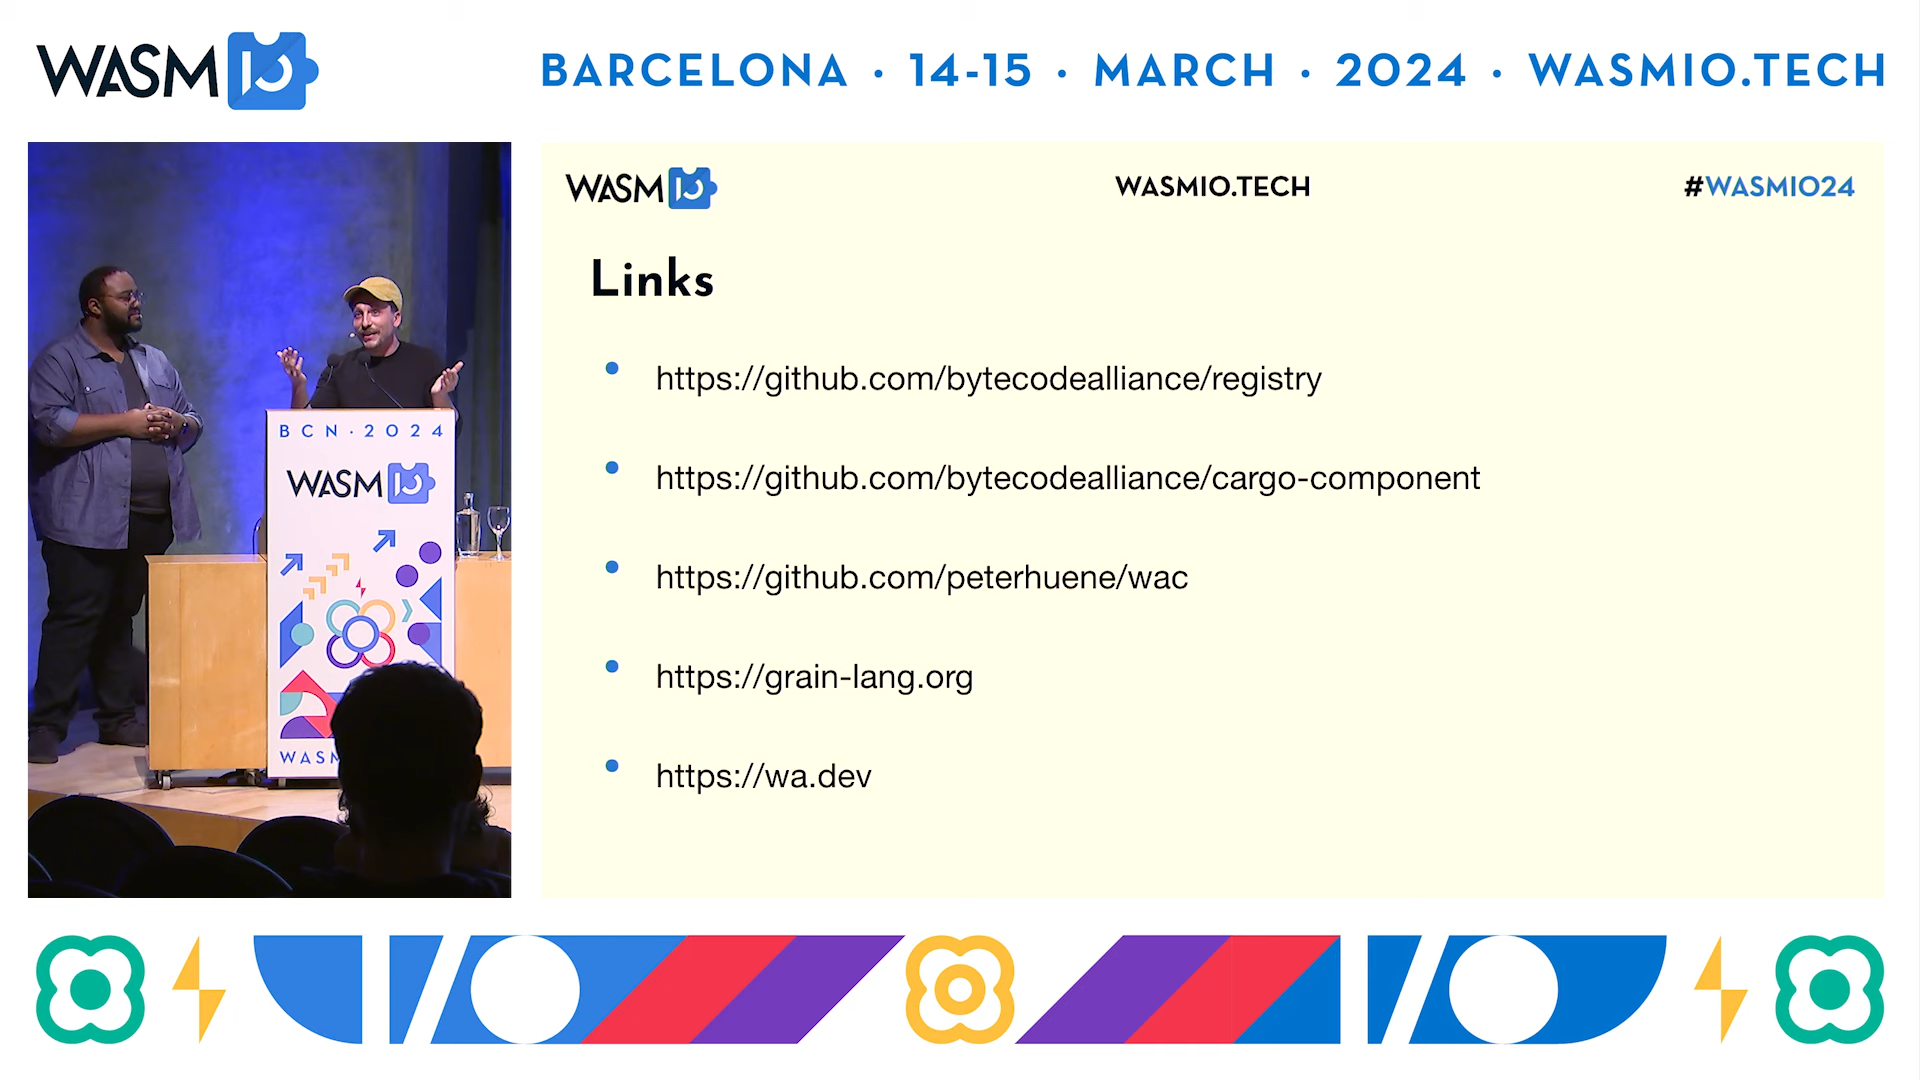 WASM IO
BARCELONA · 14-15 · MARCH · 2024 · WASMIO.TECH
WASM IO
WASMIO.TECH
#WASMIO24
Links
https://github.com/bytecodealliance/registry
https://github.com/bytecodealliance/cargo-component
https://github.com/peterhuene/wac
https://grain-lang.org
https://wa.dev
BCN·2024
WASM IO
WASM